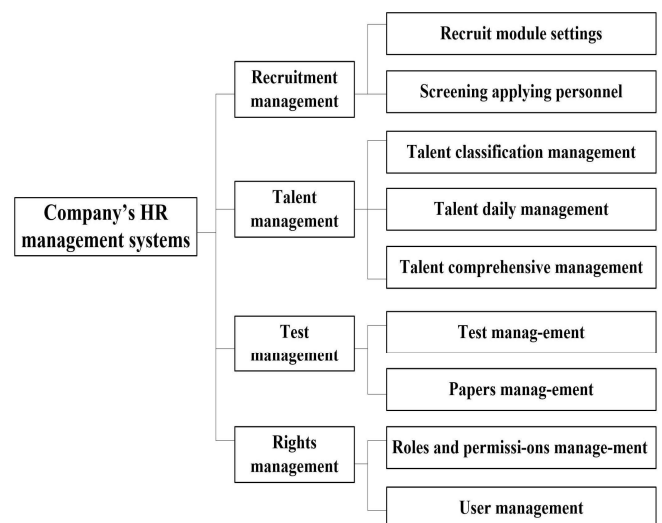 Recruit module settings
Recruitment
management
Screening applying personnel
Talent classification management
Company's HR
management systems
Talent
management
Talent daily management
Talent comprehensive management
Test
management
Test manag-ement
Papers manag-ement
Rights
management
Roles and permissi-ons manage-ment
User management